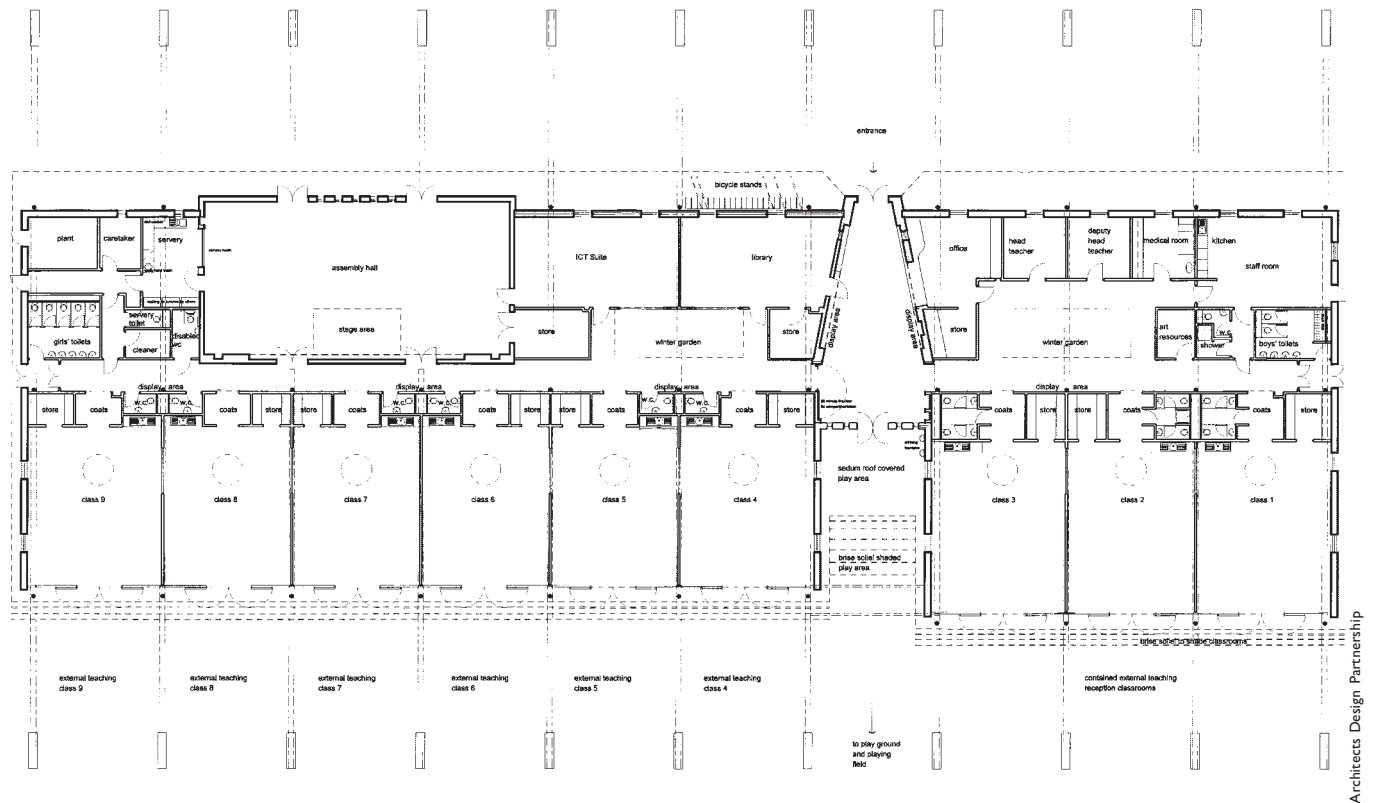 entrance
bicycle stands
plant
caretaker
servery
assembly hall
ICT Suite
library
office
head
teacher
deputy
head
teacher
medical room
kitchen
staff room
stage area
store
winter garden
store
display area
display area
store
winter garden
art
resources
w.c.
shower
boys' toilets
girls' toilets
servery
toilet
cleaner
disabled
wc
display area
display area
display area
display area
store
coats
w.c.
w.c.
coats
store
store
coats
w.c.
w.c.
coats
store
store
coats
w.c.
w.c.
coats
store
coats
store
store
coats
coats
store
class 9
class 8
class 7
class 6
class 5
class 4
sedum roof covered
play area
class 3
class 2
class 1
brise soliel shaded
play area
brise soliel to shade classrooms
external teaching
class 9
external teaching
class 8
external teaching
class 7
external teaching
class 6
external teaching
class 5
external teaching
class 4
contained external teaching
reception classrooms
to play ground
and playing
field
Architects Design Partnership